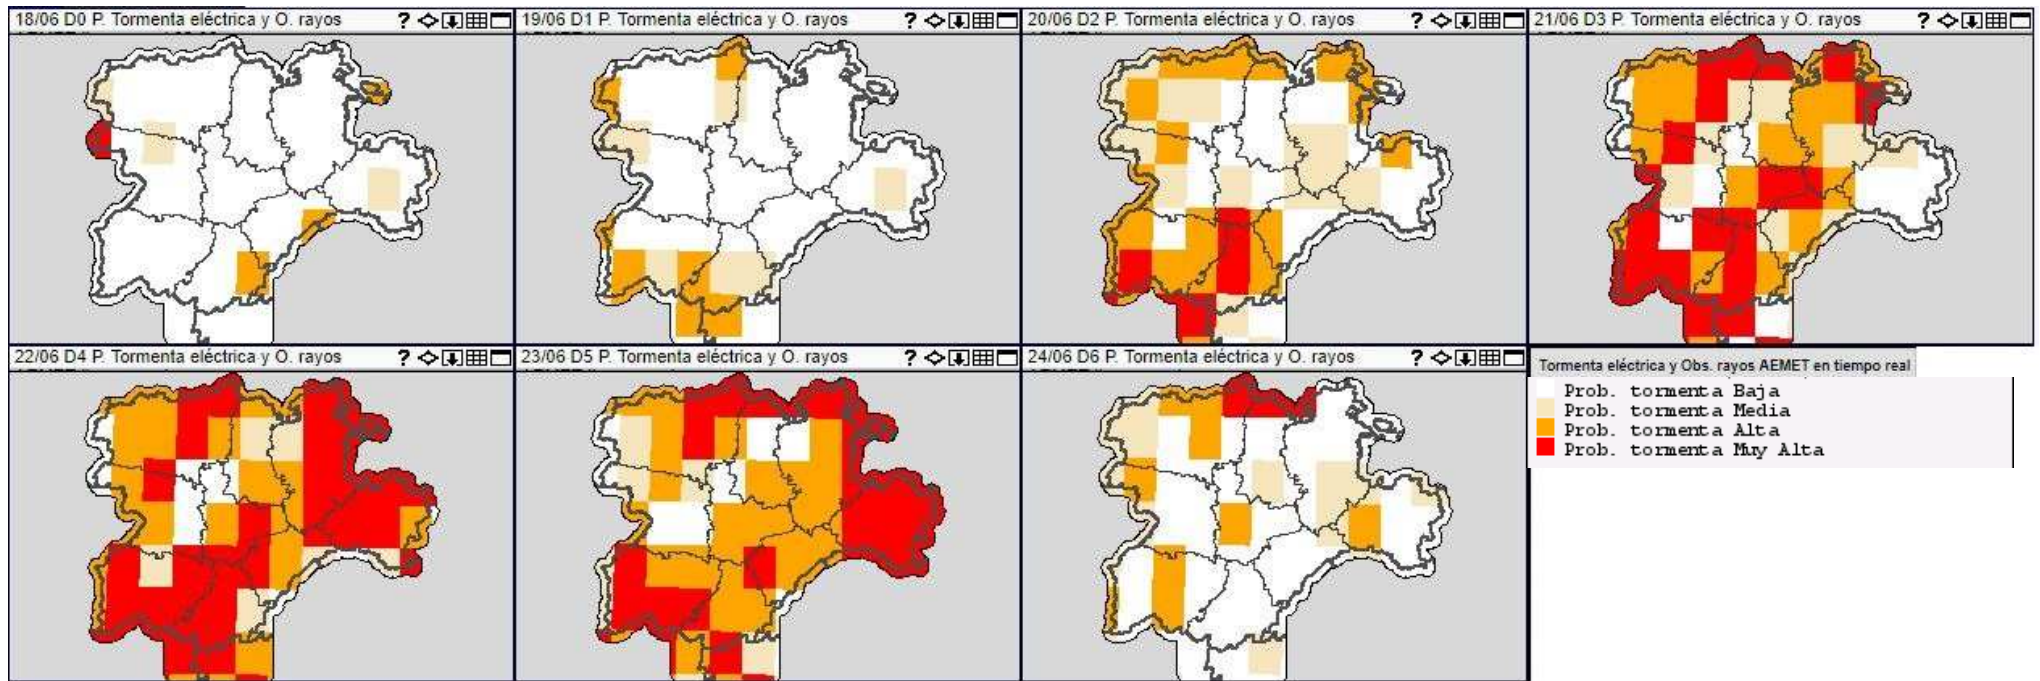 18/06 D0 P. Tormenta eléctrica y O. rayos ?
19/06 D1 P. Tormenta eléctrica y O. rayos ?
20/06 D2 P. Tormenta eléctrica y O. rayos ?
21/06 D3 P. Tormenta eléctrica y O. rayos ?
22/06 D4 P. Tormenta eléctrica y O. rayos ?
23/06 D5 P. Tormenta eléctrica y O. rayos ?
24/06 D6 P. Tormenta eléctrica y O. rayos ?
Tormenta eléctrica y Obs. rayos AEMET en tiempo real
Prob. tormenta Baja
Prob. tormenta Media
Prob. tormenta Alta
Prob. tormenta Muy Alta